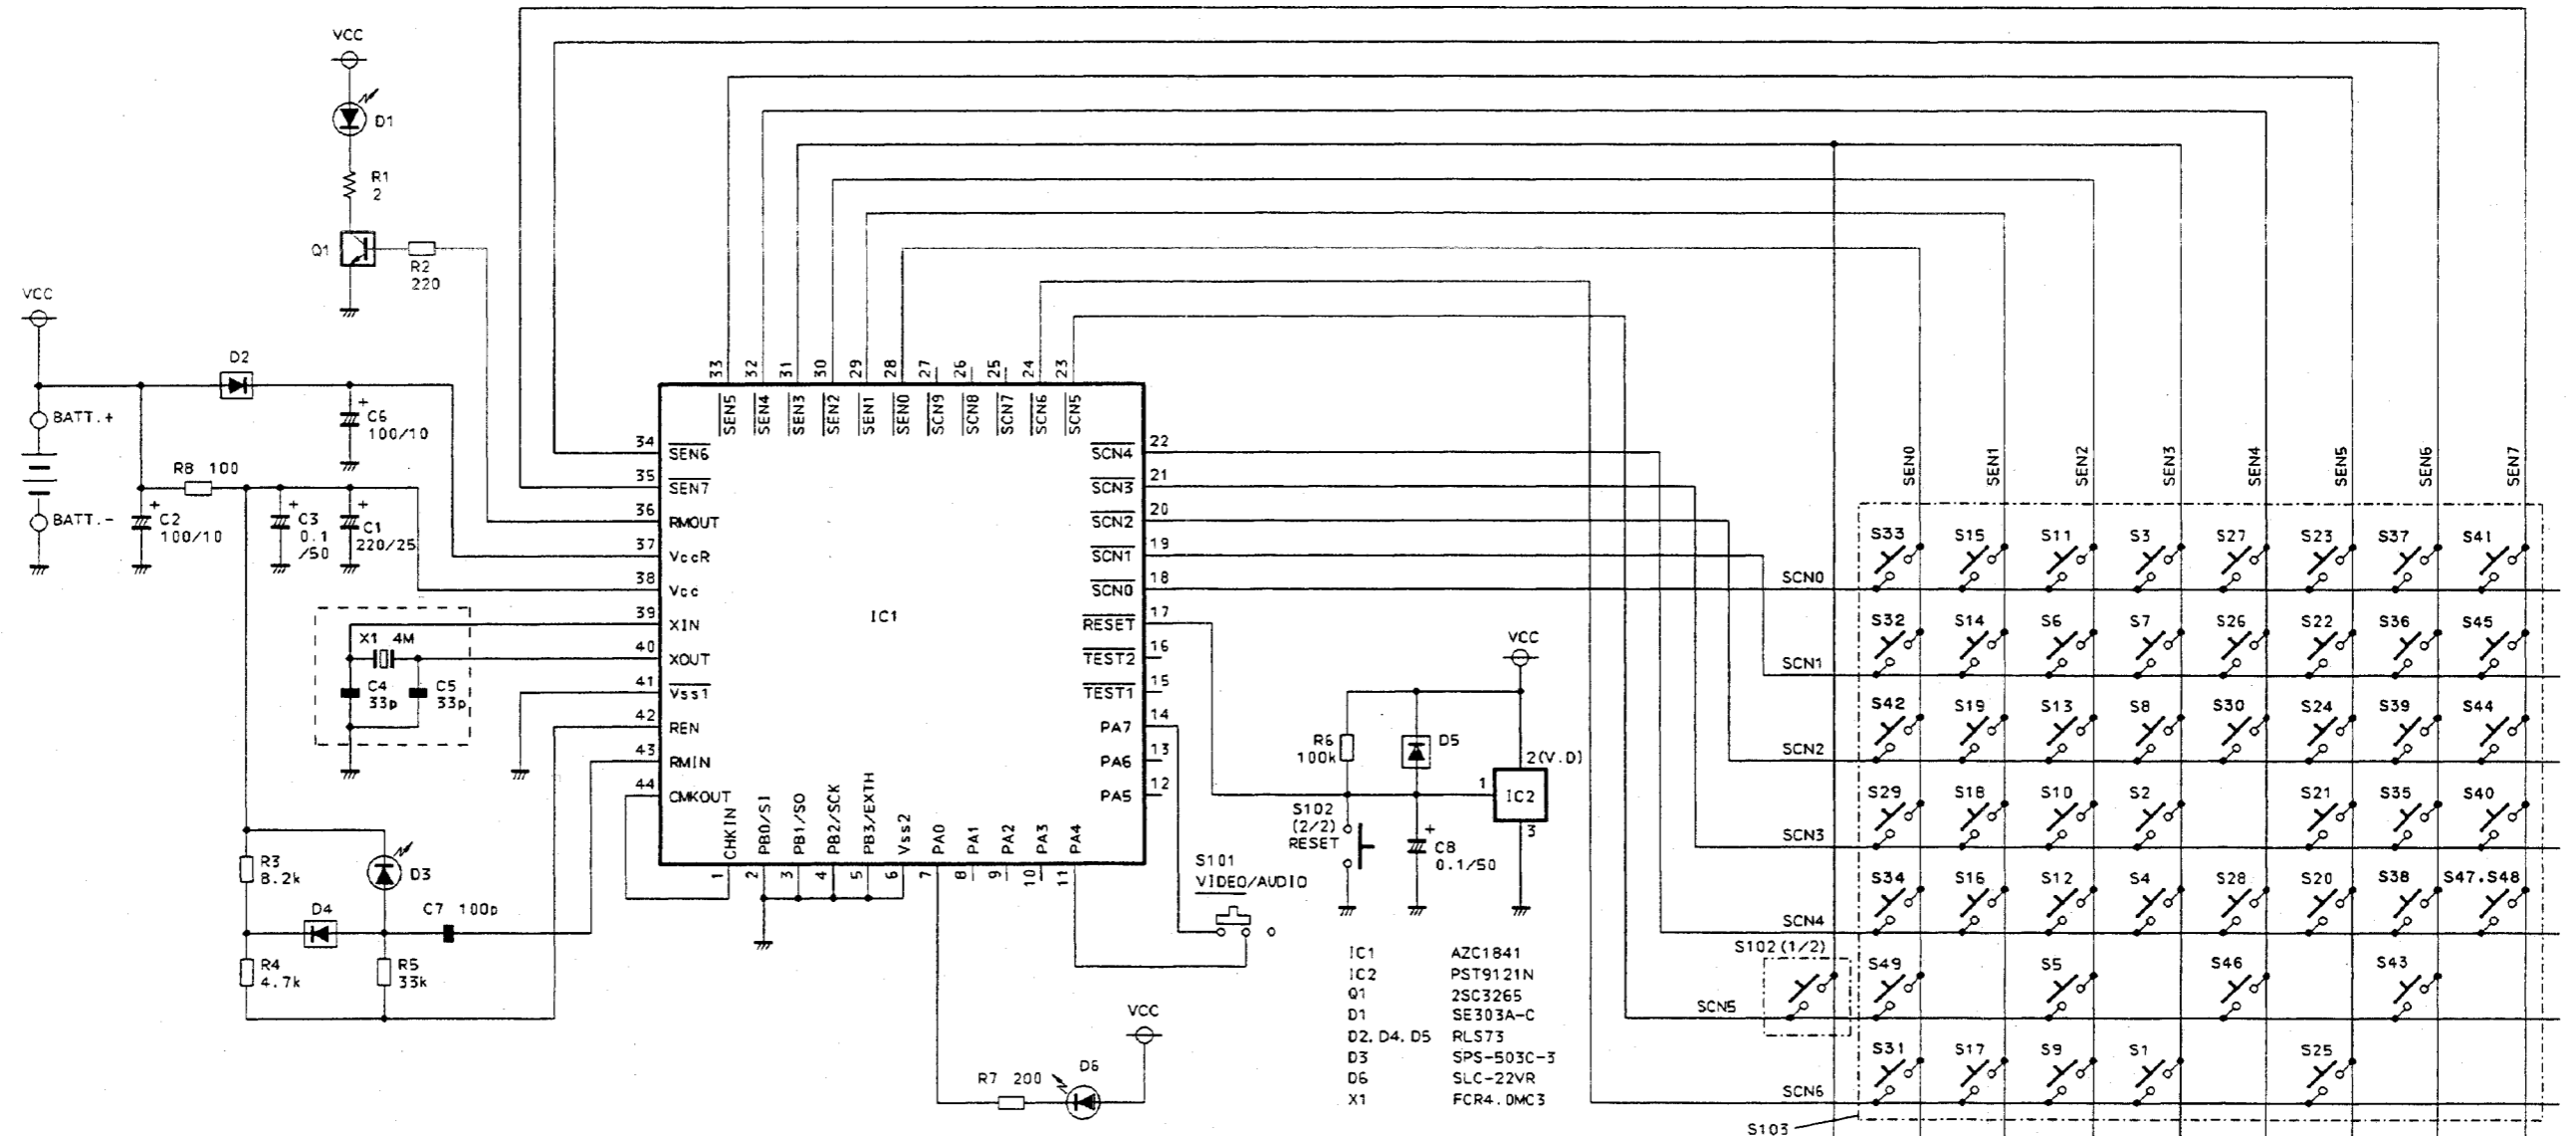 VCC
D1
R1
2
Q1
R2
220
VCC
D2
BATT.+
C6
100/10
R8 100
BATT.-
C2
100/10
C3
0.1
/50
C1
220/25
X1 4M
C4
33p
C5
33p
R3
8.2k
D3
D4
C7 100p
R4
4.7k
R5
33k
33 32 31 30 29 28 27 26 25 24 23
SEN5 SEN4 SEN3 SEN2 SEN1 SEN0 SCN9 SCN8 SCN7 SCN6 SCN5
34 SEN6
35 SEN7
36 RMOUT
37 VccR
38 Vcc
39 XIN
40 XOUT
41 Vss1
42 REN
43 RMIN
44 CMKOUT
IC1
SCN4 22
SCN3 21
SCN2 20
SCN1 19
SCN0 18
RESET 17
TEST2 16
TEST1 15
PA7 14
PA6 13
PA5 12
CHKIN PB0/SI PB1/SO PB2/SCK PB3/EXTH Vss2 PA0 PA1 PA2 PA3 PA4
1 2 3 4 5 6 7 8 9 10 11
VCC
R6
100k
D5
2(V.D)
1
IC2
3
S102
(2/2)
RESET
C8
0.1/50
S101
VIDEO/AUDIO
VCC
R7 200
D6
IC1 AZC1841
IC2 PST9121N
Q1 2SC3265
D1 SE303A-C
D2, D4, D5 RLS73
D3 SPS-503C-3
D6 SLC-22VR
X1 FCR4.0MC3
SEN0 SEN1 SEN2 SEN3 SEN4 SEN5 SEN6 SEN7
S33 S15 S11 S3 S27 S23 S37 S41
SCN0
S32 S14 S6 S7 S26 S22 S36 S45
SCN1
S42 S19 S13 S8 S30 S24 S39 S44
SCN2
S29 S18 S10 S2 S21 S35 S40
SCN3
S34 S16 S12 S4 S28 S20 S38 S47.S48
SCN4
S102(1/2)
S49 S5 S46 S43
SCN5
S31 S17 S9 S1 S25
SCN6
S103